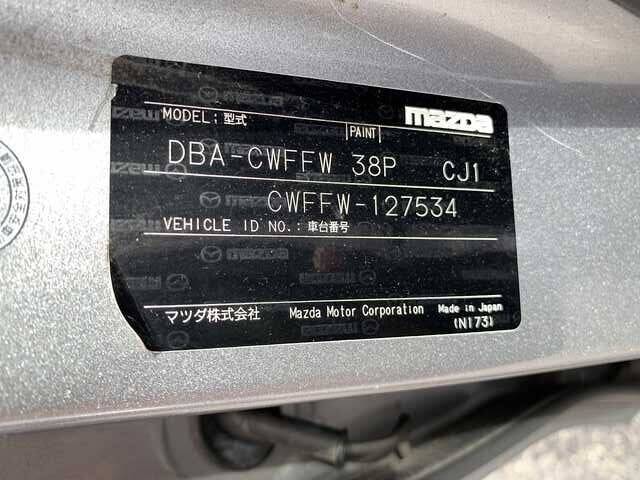 mazda
MODEL; 型式 PAINT
DBA-CWFFW 38P CJ1
CWFFW-127534
VEHICLE ID NO.: 車台番号
マツダ株式会社 Mazda Motor Corporation Made in Japan
(N173)